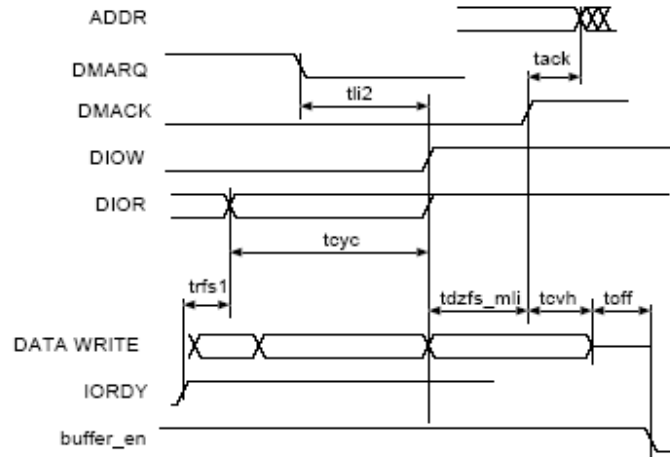 ADDR
DMARQ
tack
tli2
DMACK
DIOW
DIOR
tcyc
trfs1
tdzfs_mli
tcvh
toff
DATA WRITE
IORDY
buffer_en